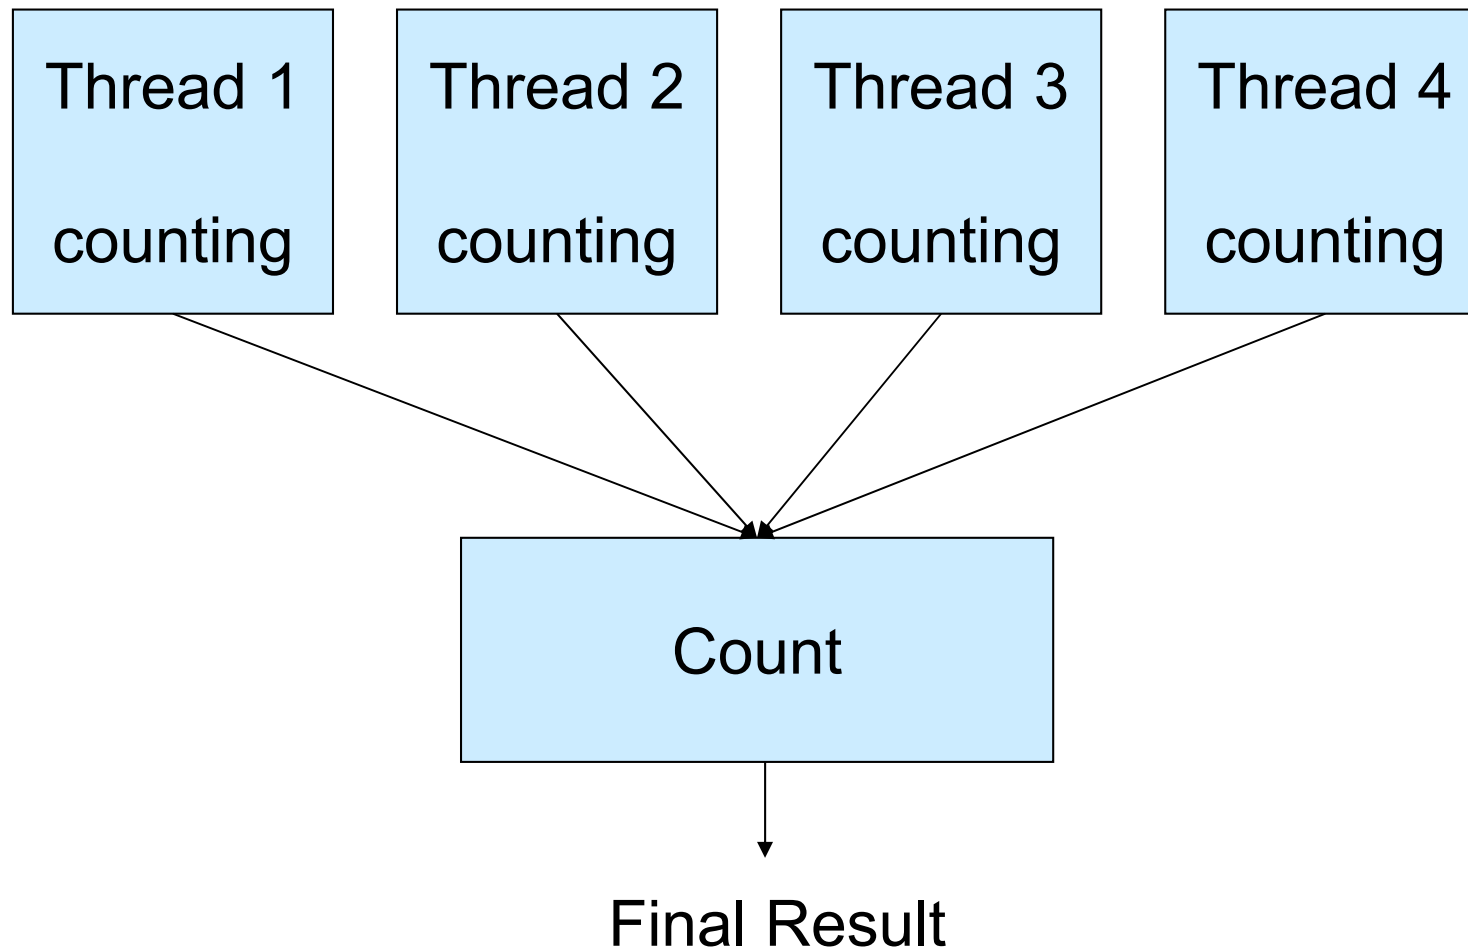 Thread 1
counting
Thread 2
counting
Thread 3
counting
Thread 4
counting
Count
Final Result